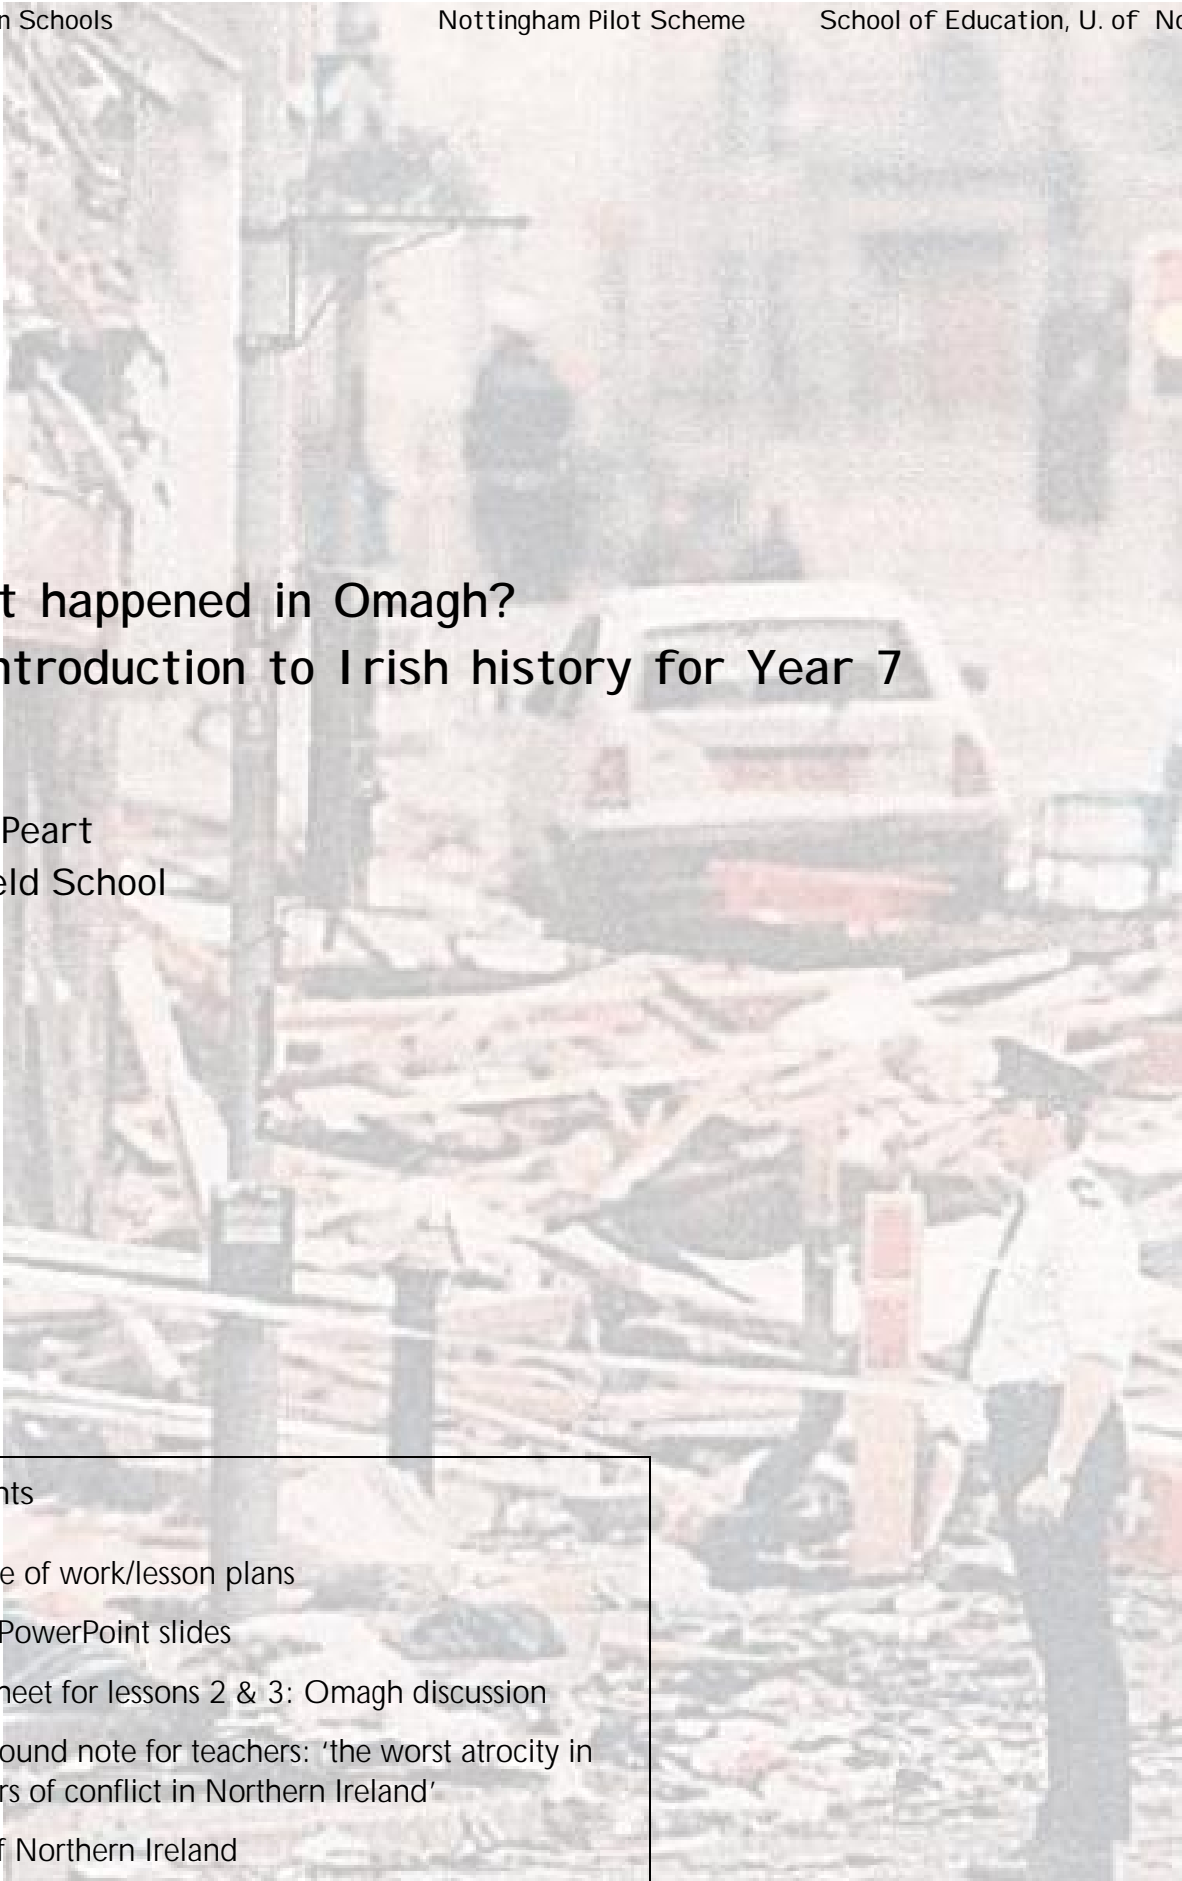 n Schools Nottingham Pilot Scheme School of Education, U. of No
t happened in Omagh?
ntroduction to Irish history for Year 7
Peart
eld School
nts
e of work/lesson plans
PowerPoint slides
heet for lessons 2 & 3: Omagh discussion
ound note for teachers: ‘the worst atrocity in
rs of conflict in Northern Ireland’
f Northern Ireland